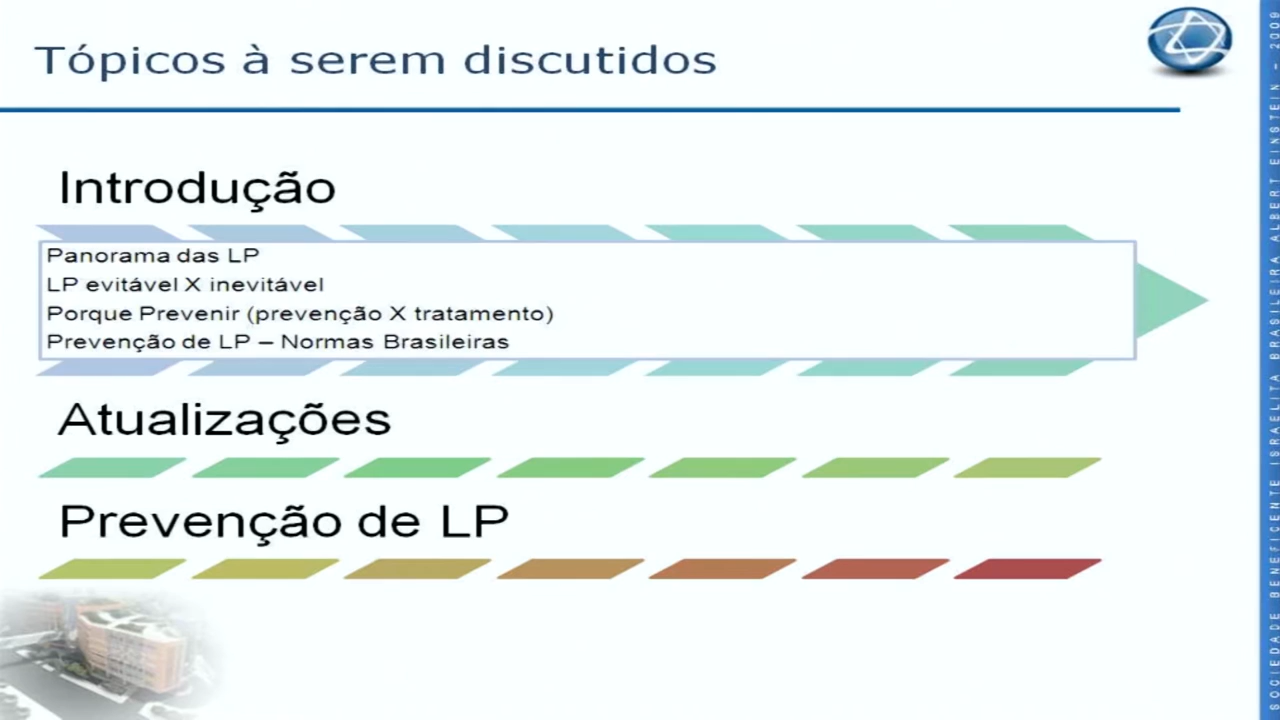 Tópicos à serem discutidos
Introdução
Panorama das LP
LP evitável X inevitável
Porque Prevenir (prevenção X tratamento)
Prevenção de LP – Normas Brasileiras
Atualizações
Prevenção de LP
SOCIEDADE BENEFICENTE ISRAELITA BRASILEIRA ALBERT EINSTEIN - 2009